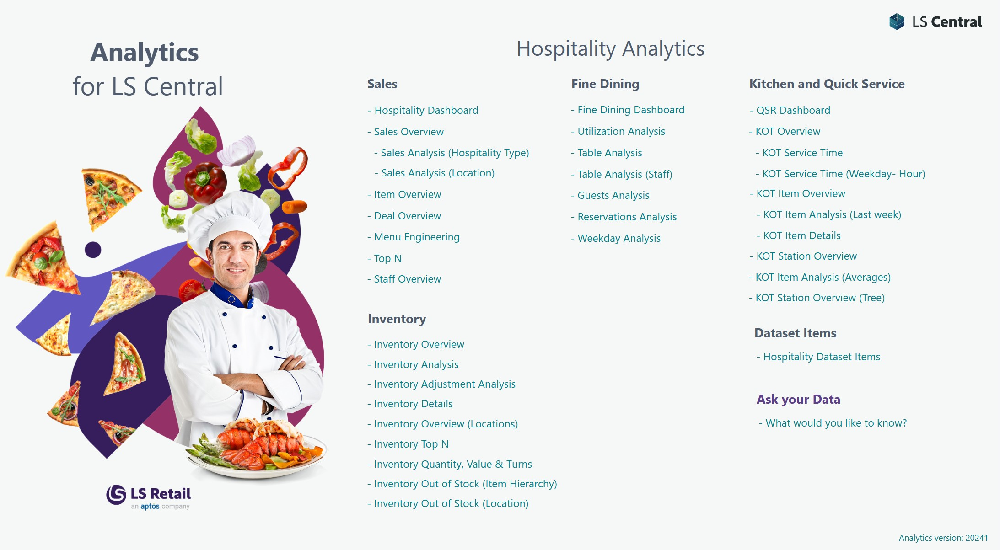 LS Central
Analytics
for LS Central
Hospitality Analytics
Sales
- Hospitality Dashboard
- Sales Overview
- Sales Analysis (Hospitality Type)
- Sales Analysis (Location)
- Item Overview
- Deal Overview
- Menu Engineering
- Top N
- Staff Overview
Inventory
- Inventory Overview
- Inventory Analysis
- Inventory Adjustment Analysis
- Inventory Details
- Inventory Overview (Locations)
- Inventory Top N
- Inventory Quantity, Value & Turns
- Inventory Out of Stock (Item Hierarchy)
- Inventory Out of Stock (Location)
Fine Dining
- Fine Dining Dashboard
- Utilization Analysis
- Table Analysis
- Table Analysis (Staff)
- Guests Analysis
- Reservations Analysis
- Weekday Analysis
Kitchen and Quick Service
- QSR Dashboard
- KOT Overview
- KOT Service Time
- KOT Service Time (Weekday- Hour)
- KOT Item Overview
- KOT Item Analysis (Last week)
- KOT Item Details
- KOT Station Overview
- KOT Item Analysis (Averages)
- KOT Station Overview (Tree)
Dataset Items
- Hospitality Dataset Items
Ask your Data
- What would you like to know?
LS Retail
an aptos company
Analytics version: 20241